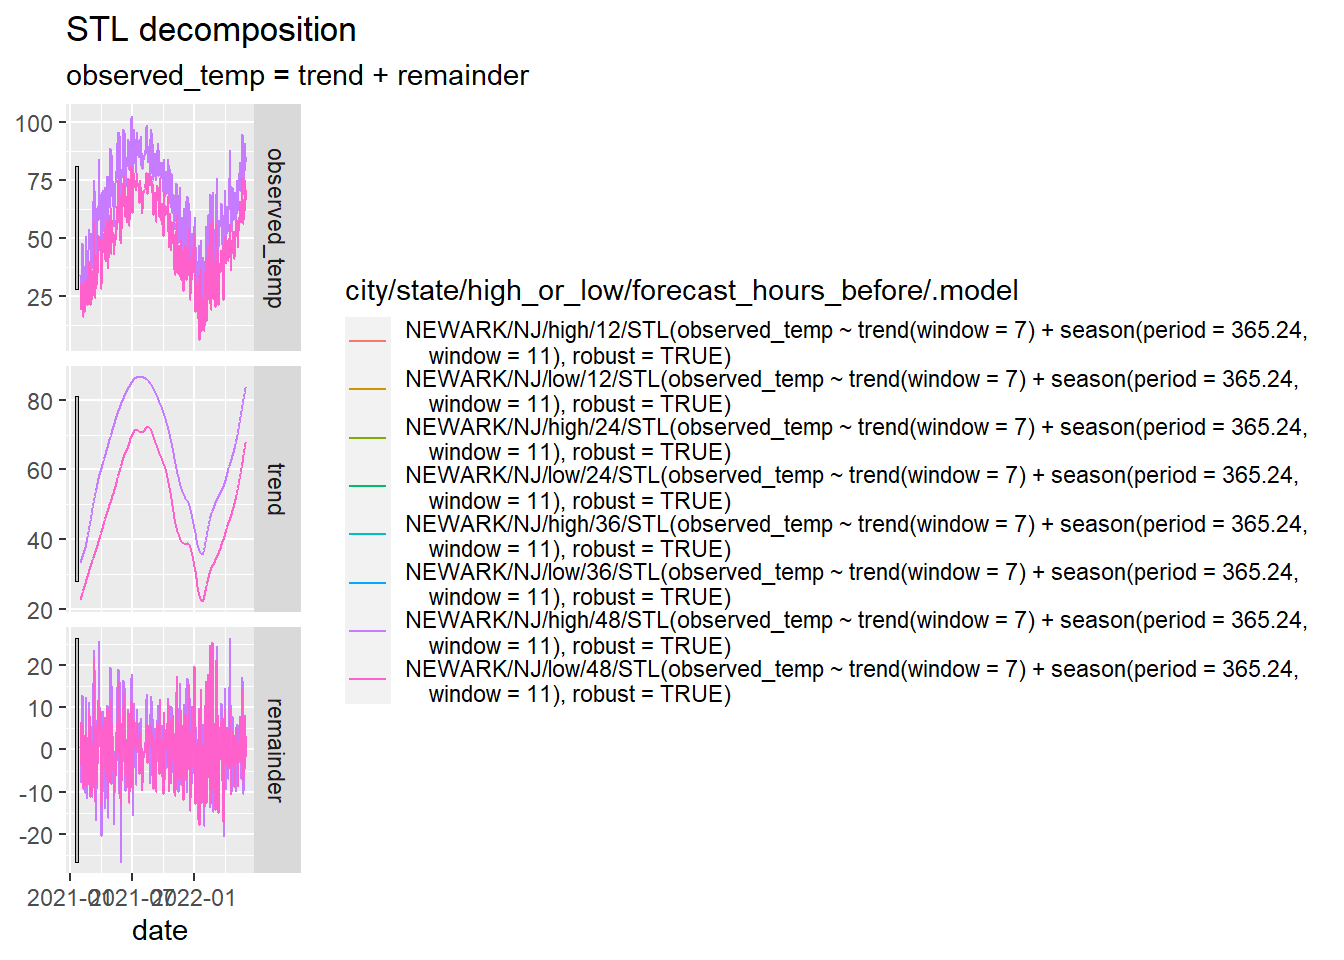 STL decomposition
observed_temp = trend + remainder
100
75
50
25
observed_temp
80
60
40
20
trend
20
10
0
-10
-20
remainder
2021-01
2021-07
2022-01
date
city/state/high_or_low/forecast_hours_before/.model
NEWARK/NJ/high/12/STL(observed_temp ~ trend(window = 7) + season(period = 365.24,
window = 11), robust = TRUE)
NEWARK/NJ/low/12/STL(observed_temp ~ trend(window = 7) + season(period = 365.24,
window = 11), robust = TRUE)
NEWARK/NJ/high/24/STL(observed_temp ~ trend(window = 7) + season(period = 365.24,
window = 11), robust = TRUE)
NEWARK/NJ/low/24/STL(observed_temp ~ trend(window = 7) + season(period = 365.24,
window = 11), robust = TRUE)
NEWARK/NJ/high/36/STL(observed_temp ~ trend(window = 7) + season(period = 365.24,
window = 11), robust = TRUE)
NEWARK/NJ/low/36/STL(observed_temp ~ trend(window = 7) + season(period = 365.24,
window = 11), robust = TRUE)
NEWARK/NJ/high/48/STL(observed_temp ~ trend(window = 7) + season(period = 365.24,
window = 11), robust = TRUE)
NEWARK/NJ/low/48/STL(observed_temp ~ trend(window = 7) + season(period = 365.24,
window = 11), robust = TRUE)